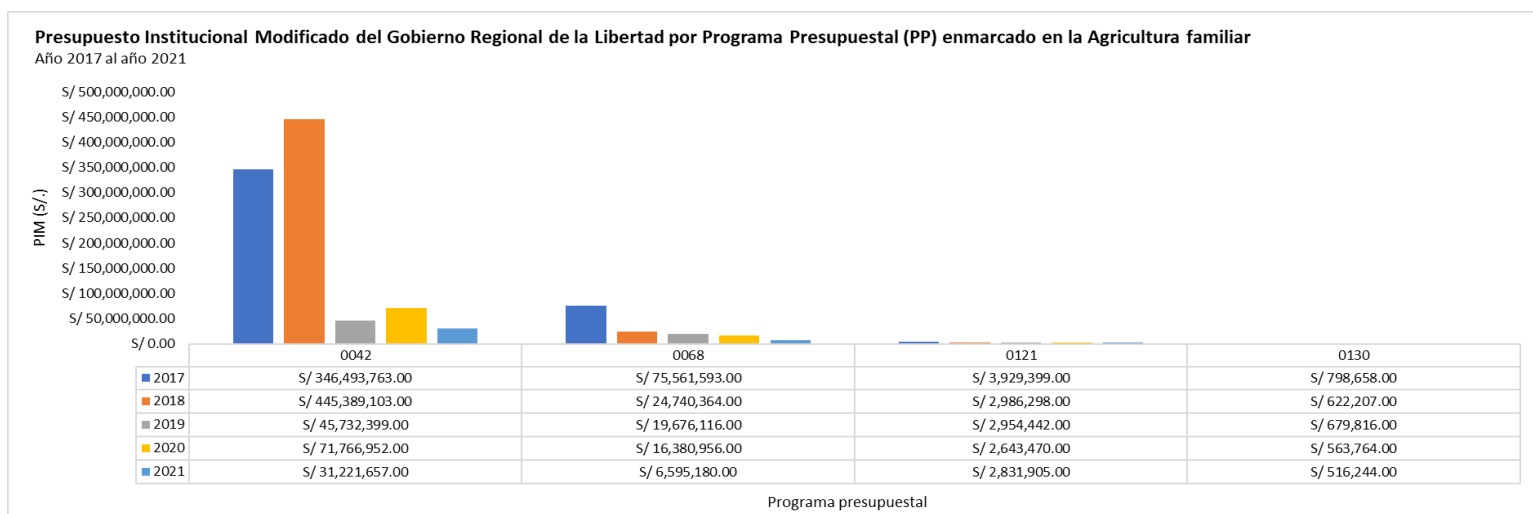 Presupuesto Institucional Modificado del Gobierno Regional de la Libertad por Programa Presupuestal (PP) enmarcado en la Agricultura familiar
Año 2017 al año 2021
PIM (S/.)
S/ 500,000,000.00
S/ 450,000,000.00
S/ 400,000,000.00
S/ 350,000,000.00
S/ 300,000,000.00
S/ 250,000,000.00
S/ 200,000,000.00
S/ 150,000,000.00
S/ 100,000,000.00
S/ 50,000,000.00
S/ 0.00
0042 0068 0121 0130
2017 S/ 346,493,763.00 S/ 75,561,593.00 S/ 3,929,399.00 S/ 798,658.00
2018 S/ 445,389,103.00 S/ 24,740,364.00 S/ 2,986,298.00 S/ 622,207.00
2019 S/ 45,732,399.00 S/ 19,676,116.00 S/ 2,954,442.00 S/ 679,816.00
2020 S/ 71,766,952.00 S/ 16,380,956.00 S/ 2,643,470.00 S/ 563,764.00
2021 S/ 31,221,657.00 S/ 6,595,180.00 S/ 2,831,905.00 S/ 516,244.00
Programa presupuestal